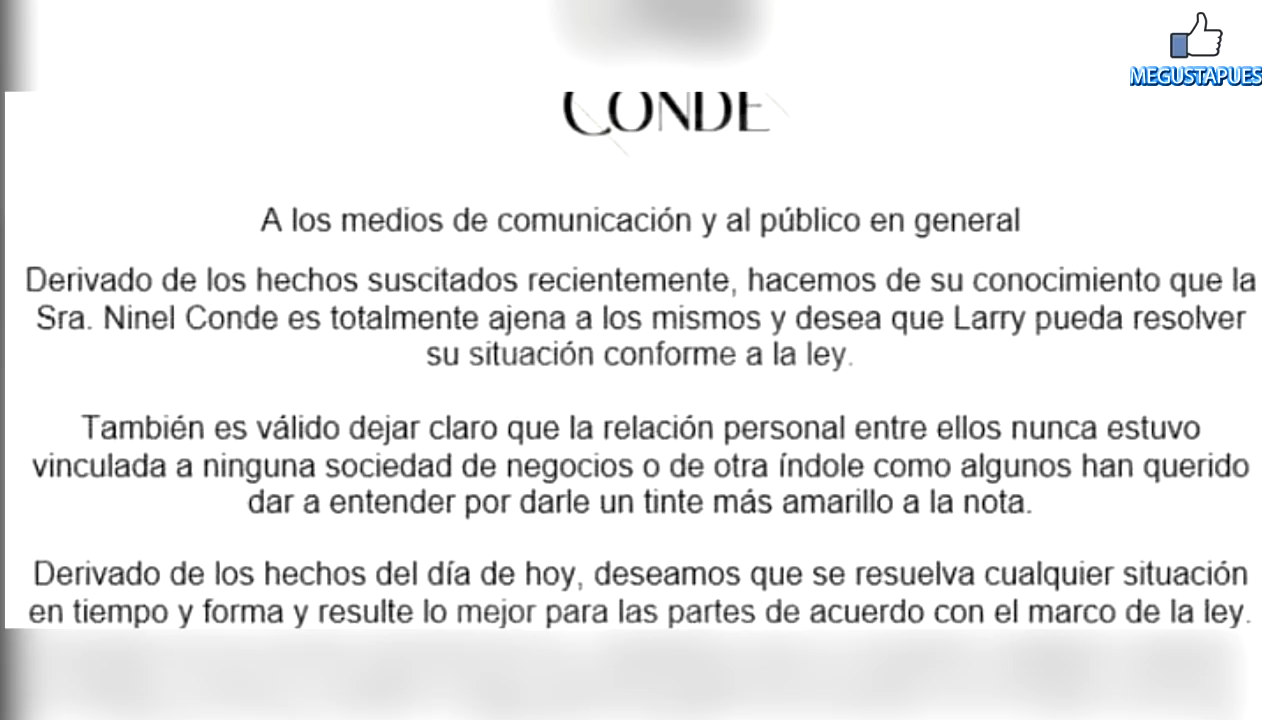 MEGUSTAPUES
CONDE
A los medios de comunicación y al público en general
Derivado de los hechos suscitados recientemente, hacemos de su conocimiento que la
Sra. Ninel Conde es totalmente ajena a los mismos y desea que Larry pueda resolver
su situación conforme a la ley.
También es válido dejar claro que la relación personal entre ellos nunca estuvo
vinculada a ninguna sociedad de negocios o de otra índole como algunos han querido
dar a entender por darle un tinte más amarillo a la nota.
Derivado de los hechos del día de hoy, deseamos que se resuelva cualquier situación
en tiempo y forma y resulte lo mejor para las partes de acuerdo con el marco de la ley.